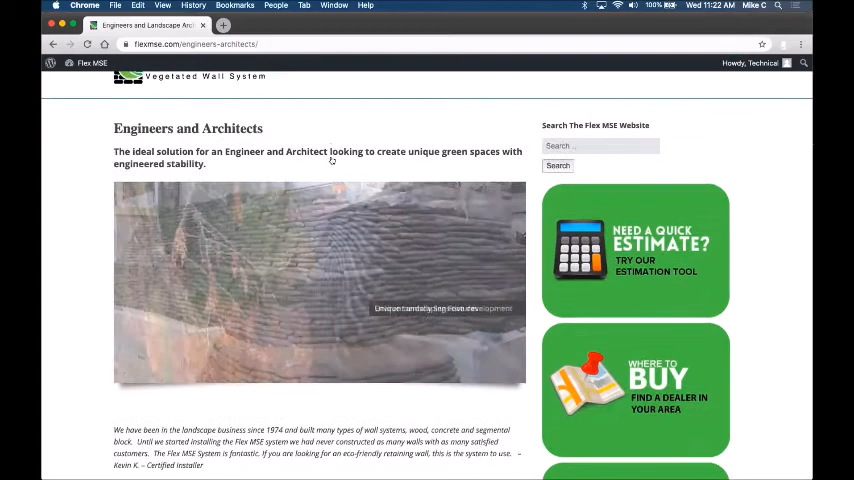 Chrome File Edit View History Bookmarks People Tab Window Help 100% Wed 11:22 AM Mike C
Engineers and Landscape Arc
flexmse.com/engineers-architects/
Flex MSE Howdy, Technical
Vegetated Wall System
Engineers and Architects
The ideal solution for an Engineer and Architect looking to create unique green spaces with
engineered stability.
Search The Flex MSE Website
Search ...
Search
NEED A QUICK
ESTIMATE?
TRY OUR
ESTIMATION TOOL
WHERE TO
BUY
FIND A DEALER IN
YOUR AREA
We have been in the landscape business since 1974 and built many types of wall systems, wood, concrete and segmental
block. Until we started installing the Flex MSE system we had never constructed as many walls with as many satisfied
customers. The Flex MSE System is fantastic. If you are looking for an eco-friendly retaining wall, this is the system to use. –
Kevin K. – Certified Installer